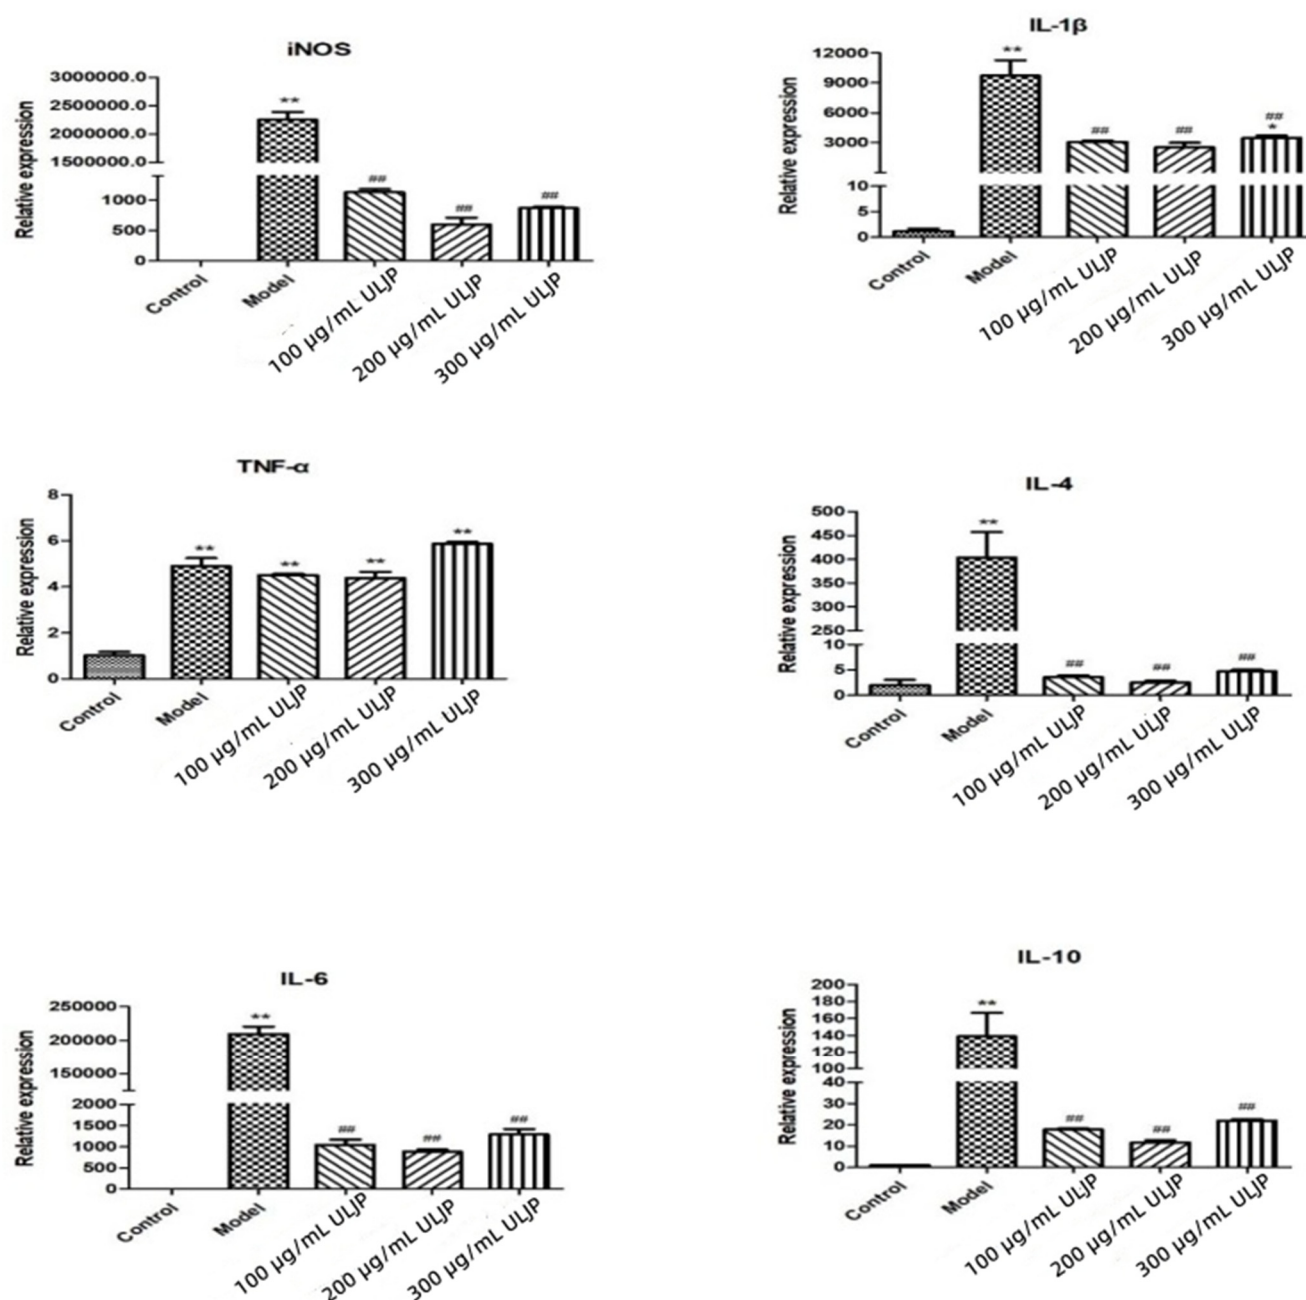 iNOS
Relative expression
3000000.0
2500000.0
2000000.0
1500000.0
1000
500
0
**
##
##
##
Control
Model
100 μg/mL ULJP
200 μg/mL ULJP
300 μg/mL ULJP
IL-1β
Relative expression
12000
9000
6000
3000
10
5
0
**
##
##
##
*
Control
Model
100 μg/mL ULJP
200 μg/mL ULJP
300 μg/mL ULJP
TNF-α
Relative expression
8
6
4
2
0
**
**
**
**
Control
Model
100 μg/mL ULJP
200 μg/mL ULJP
300 μg/mL ULJP
IL-4
Relative expression
500
450
400
350
300
250
10
5
0
**
##
##
##
Control
Model
100 μg/mL ULJP
200 μg/mL ULJP
300 μg/mL ULJP
IL-6
Relative expression
250000
200000
150000
2000
1500
1000
500
0
**
##
##
##
Control
Model
100 μg/mL ULJP
200 μg/mL ULJP
300 μg/mL ULJP
IL-10
Relative expression
200
180
160
140
120
100
40
30
20
10
0
**
##
##
##
Control
Model
100 μg/mL ULJP
200 μg/mL ULJP
300 μg/mL ULJP